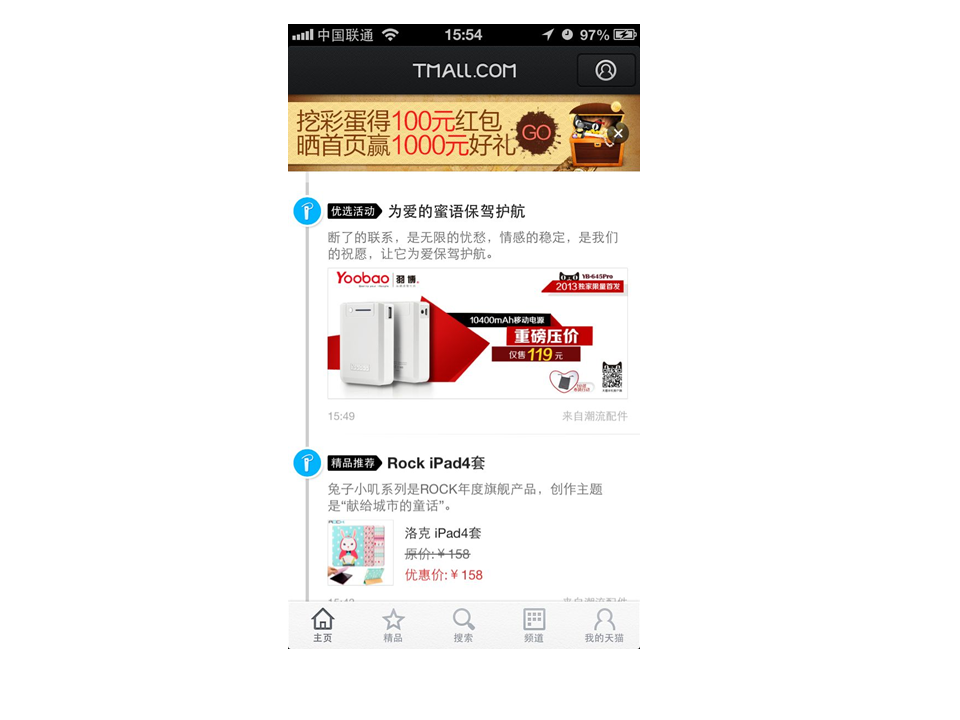 中国联通 15:54 97%
TMALL.COM
挖彩蛋得100元红包
晒首页赢1000元好礼
GO
优选活动 为爱的蜜语保驾护航
断了的联系，是无限的忧愁，情感的稳定，是我们
的祝愿，让它为爱保驾护航。
Yoobao 羽博
YB-645Pro
2013独家限量首发
10400mAh移动电源
重磅压价
仅售119元
15:49 来自潮流配件
精品推荐 Rock iPad4套
兔子小叽系列是ROCK年度旗舰产品，创作主题
是“献给城市的童话”。
ROCK
洛克 iPad4套
原价:￥158
优惠价:￥158
主页 精品 搜索 频道 我的天猫